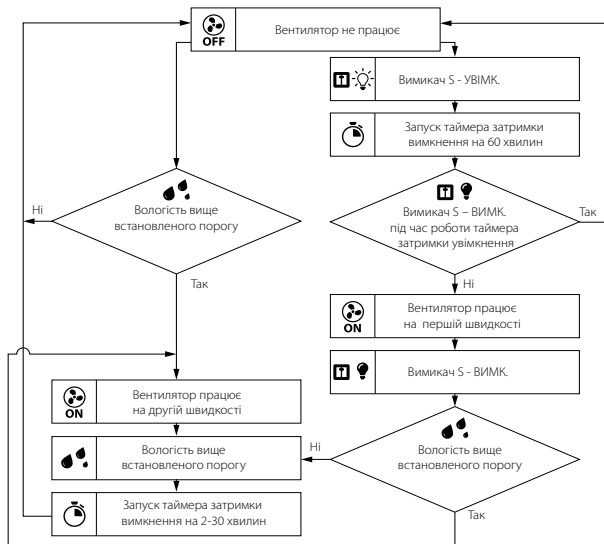 OFF
Вентилятор не працює
Вимикач S - УВІМК.
Запуск таймера затримки
вимкнення на 60 хвилин
Ні
Вологість вище
встановленого порогу
Так
Вимикач S – ВИМК.
під час роботи таймера
затримки увімкнення
Так
Ні
ON
Вентилятор працює
на першій швидкості
Вимикач S - ВИМК.
ON
Вентилятор працює
на другій швидкості
Вологість вище
встановленого порогу
Ні
Вологість вище
встановленого порогу
Так
Запуск таймера затримки
вимкнення на 2-30 хвилин